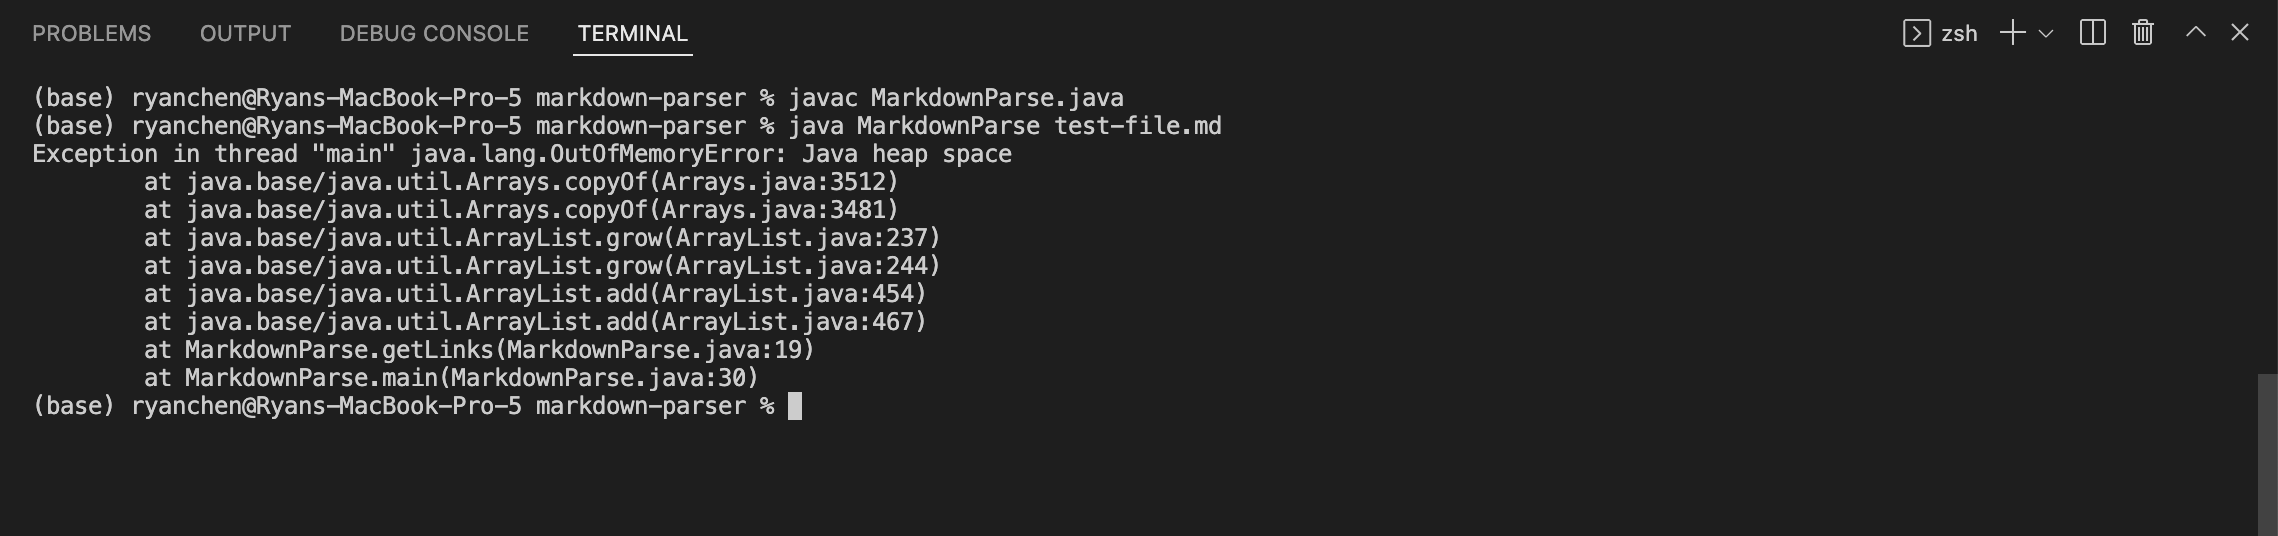 PROBLEMS OUTPUT DEBUG CONSOLE TERMINAL zsh
(base) ryanchen@Ryans-MacBook-Pro-5 markdown-parser % javac MarkdownParse.java
(base) ryanchen@Ryans-MacBook-Pro-5 markdown-parser % java MarkdownParse test-file.md
Exception in thread "main" java.lang.OutOfMemoryError: Java heap space
        at java.base/java.util.Arrays.copyOf(Arrays.java:3512)
        at java.base/java.util.Arrays.copyOf(Arrays.java:3481)
        at java.base/java.util.ArrayList.grow(ArrayList.java:237)
        at java.base/java.util.ArrayList.grow(ArrayList.java:244)
        at java.base/java.util.ArrayList.add(ArrayList.java:454)
        at java.base/java.util.ArrayList.add(ArrayList.java:467)
        at MarkdownParse.getLinks(MarkdownParse.java:19)
        at MarkdownParse.main(MarkdownParse.java:30)
(base) ryanchen@Ryans-MacBook-Pro-5 markdown-parser %